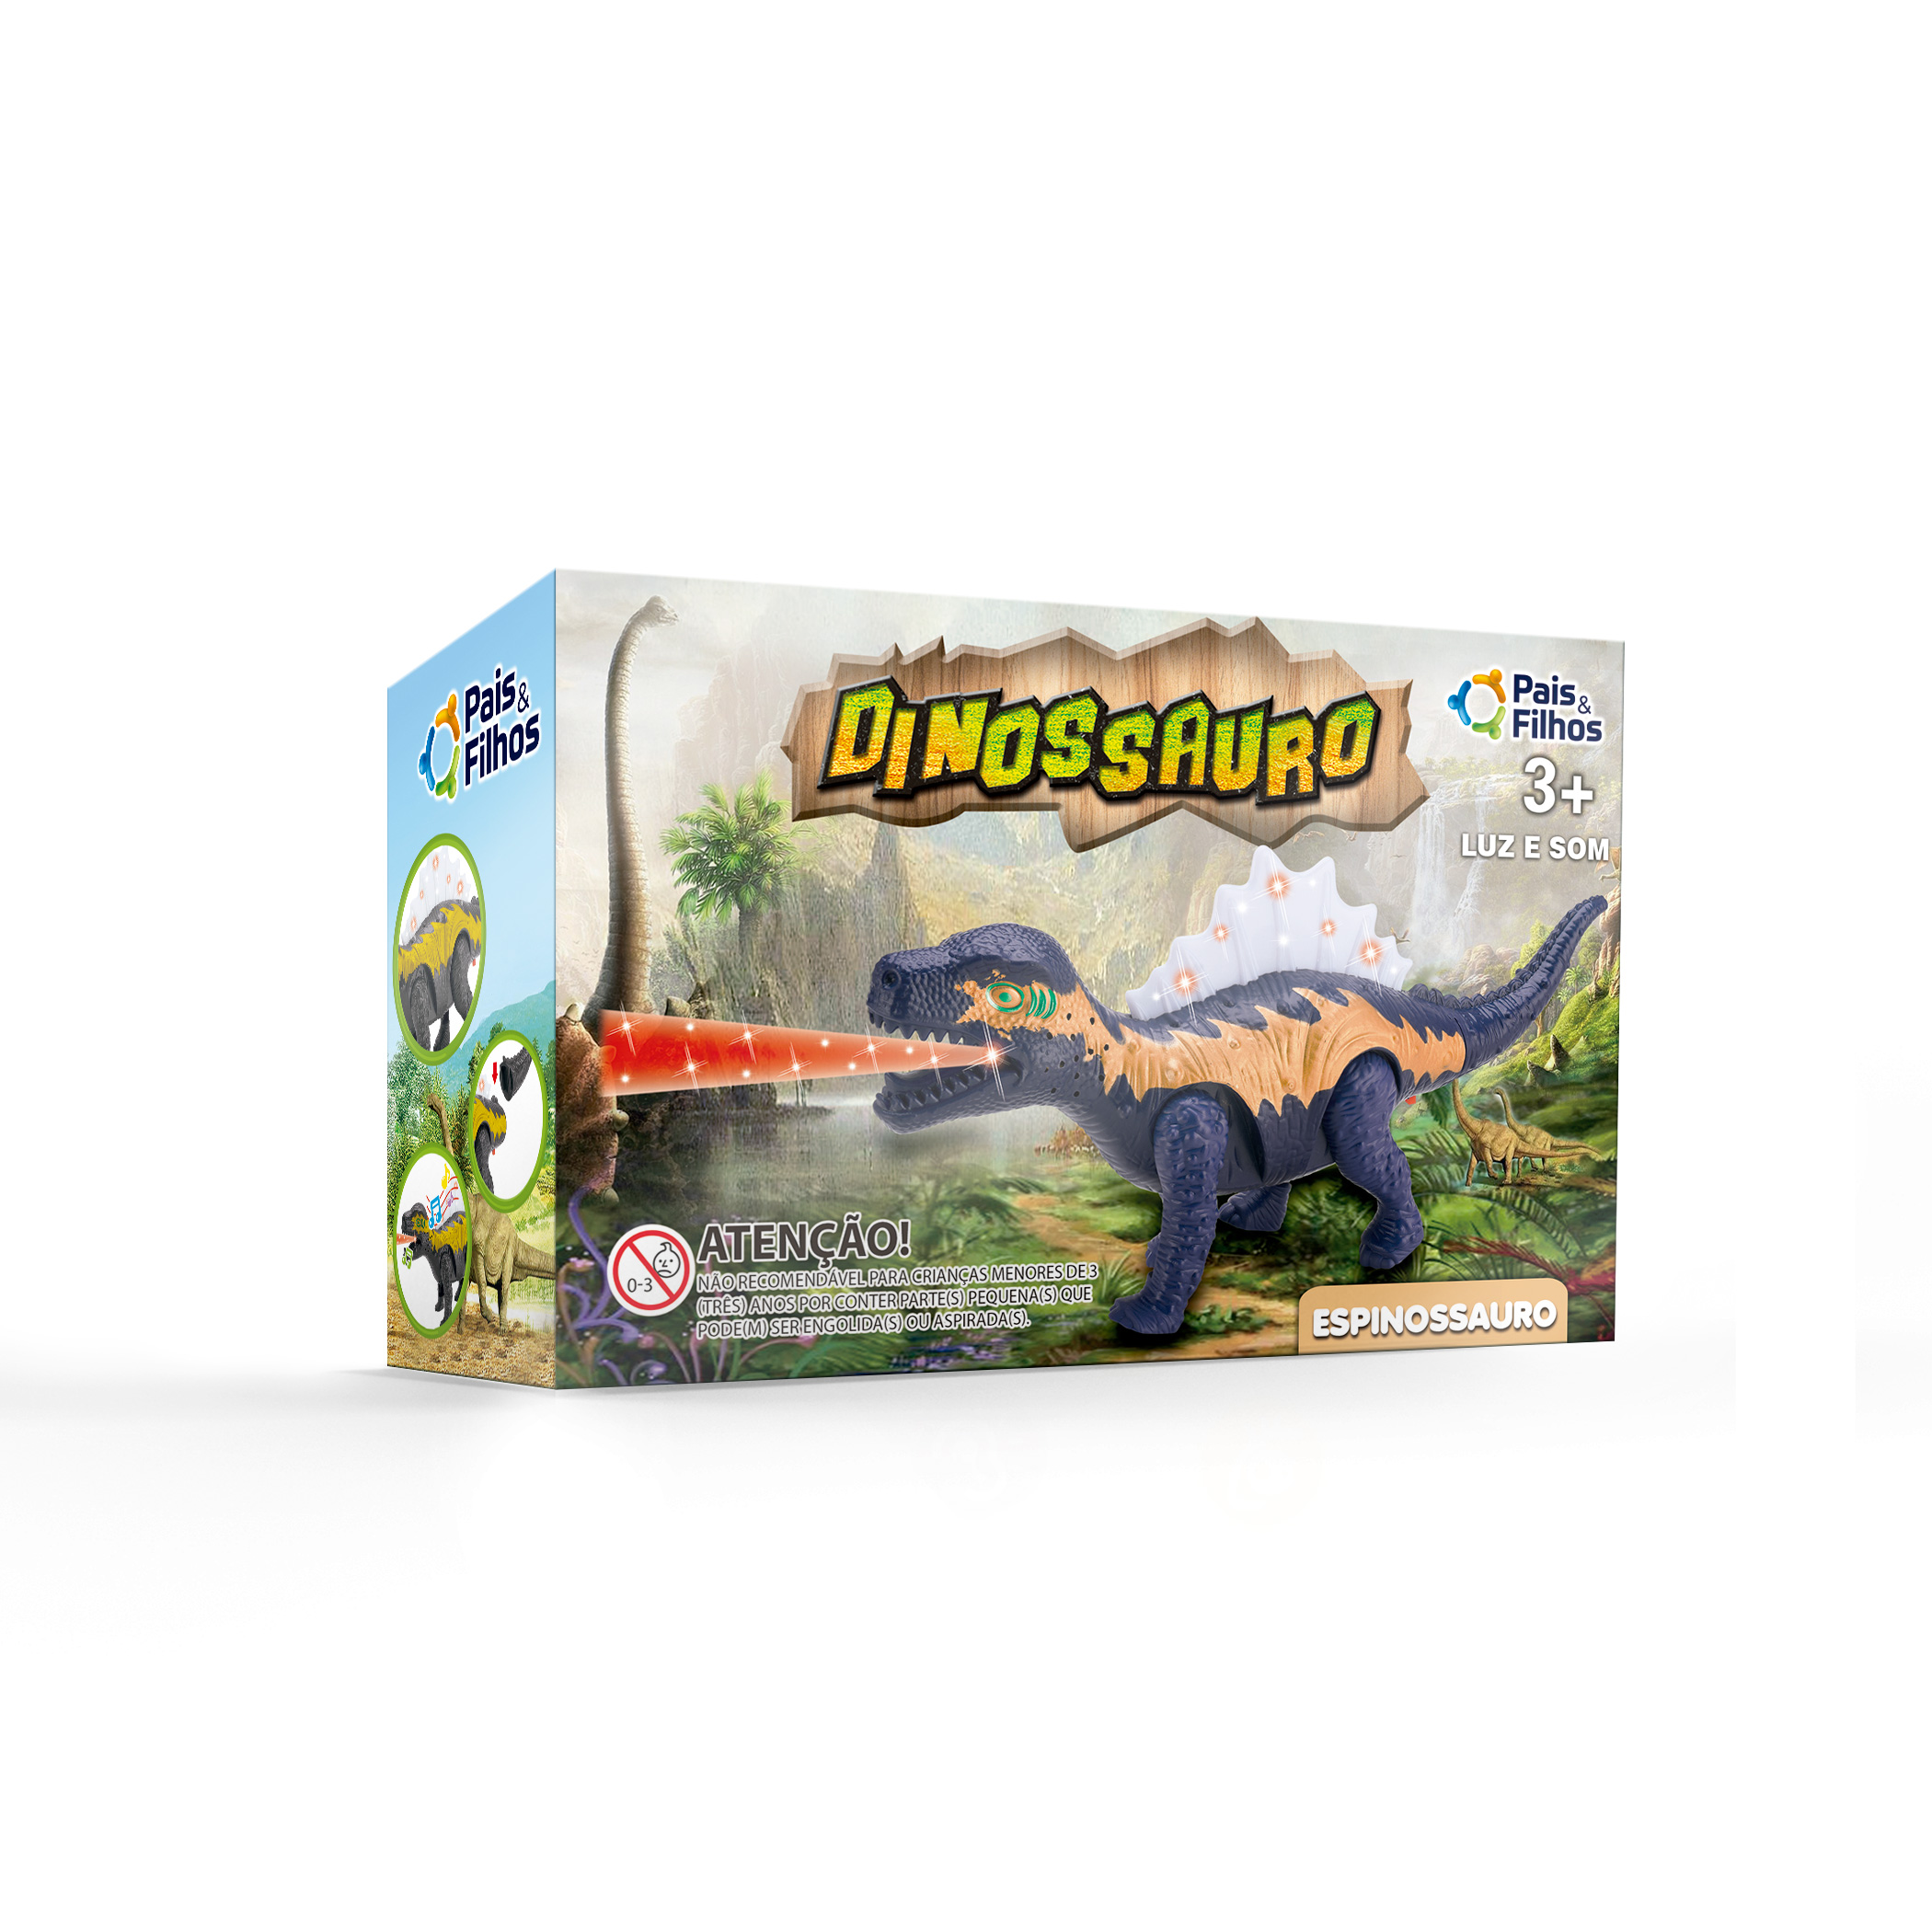 Pais &
Filhos
DINOSSAURO
Pais &
Filhos
3+
LUZ E SOM
ATENÇÃO!
0-3
NÃO RECOMENDÁVEL PARA CRIANÇAS MENORES DE 3
(TRÊS) ANOS POR CONTER PARTE(S) PEQUENA(S) QUE
PODE(M) SER ENGOLIDA(S) OU ASPIRADA(S).
ESPINOSSAURO